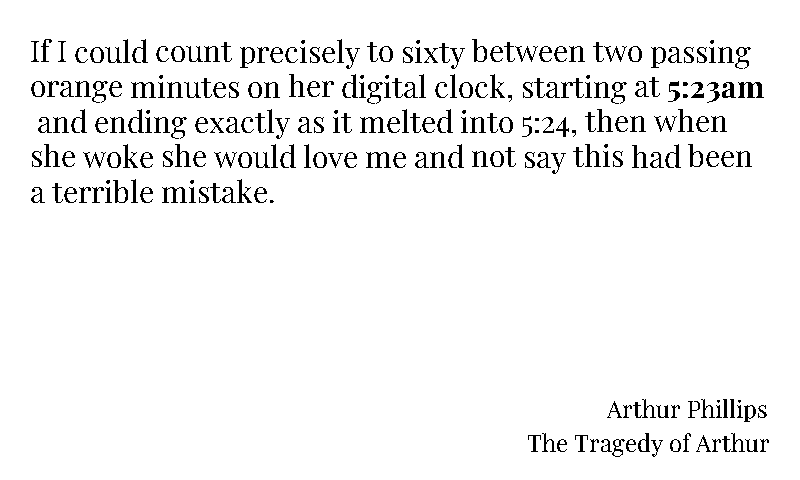 If I could count precisely to sixty between two passing
orange minutes on her digital clock, starting at 5:23am
and ending exactly as it melted into 5:24, then when
she woke she would love me and not say this had been
a terrible mistake.
Arthur Phillips
The Tragedy of Arthur